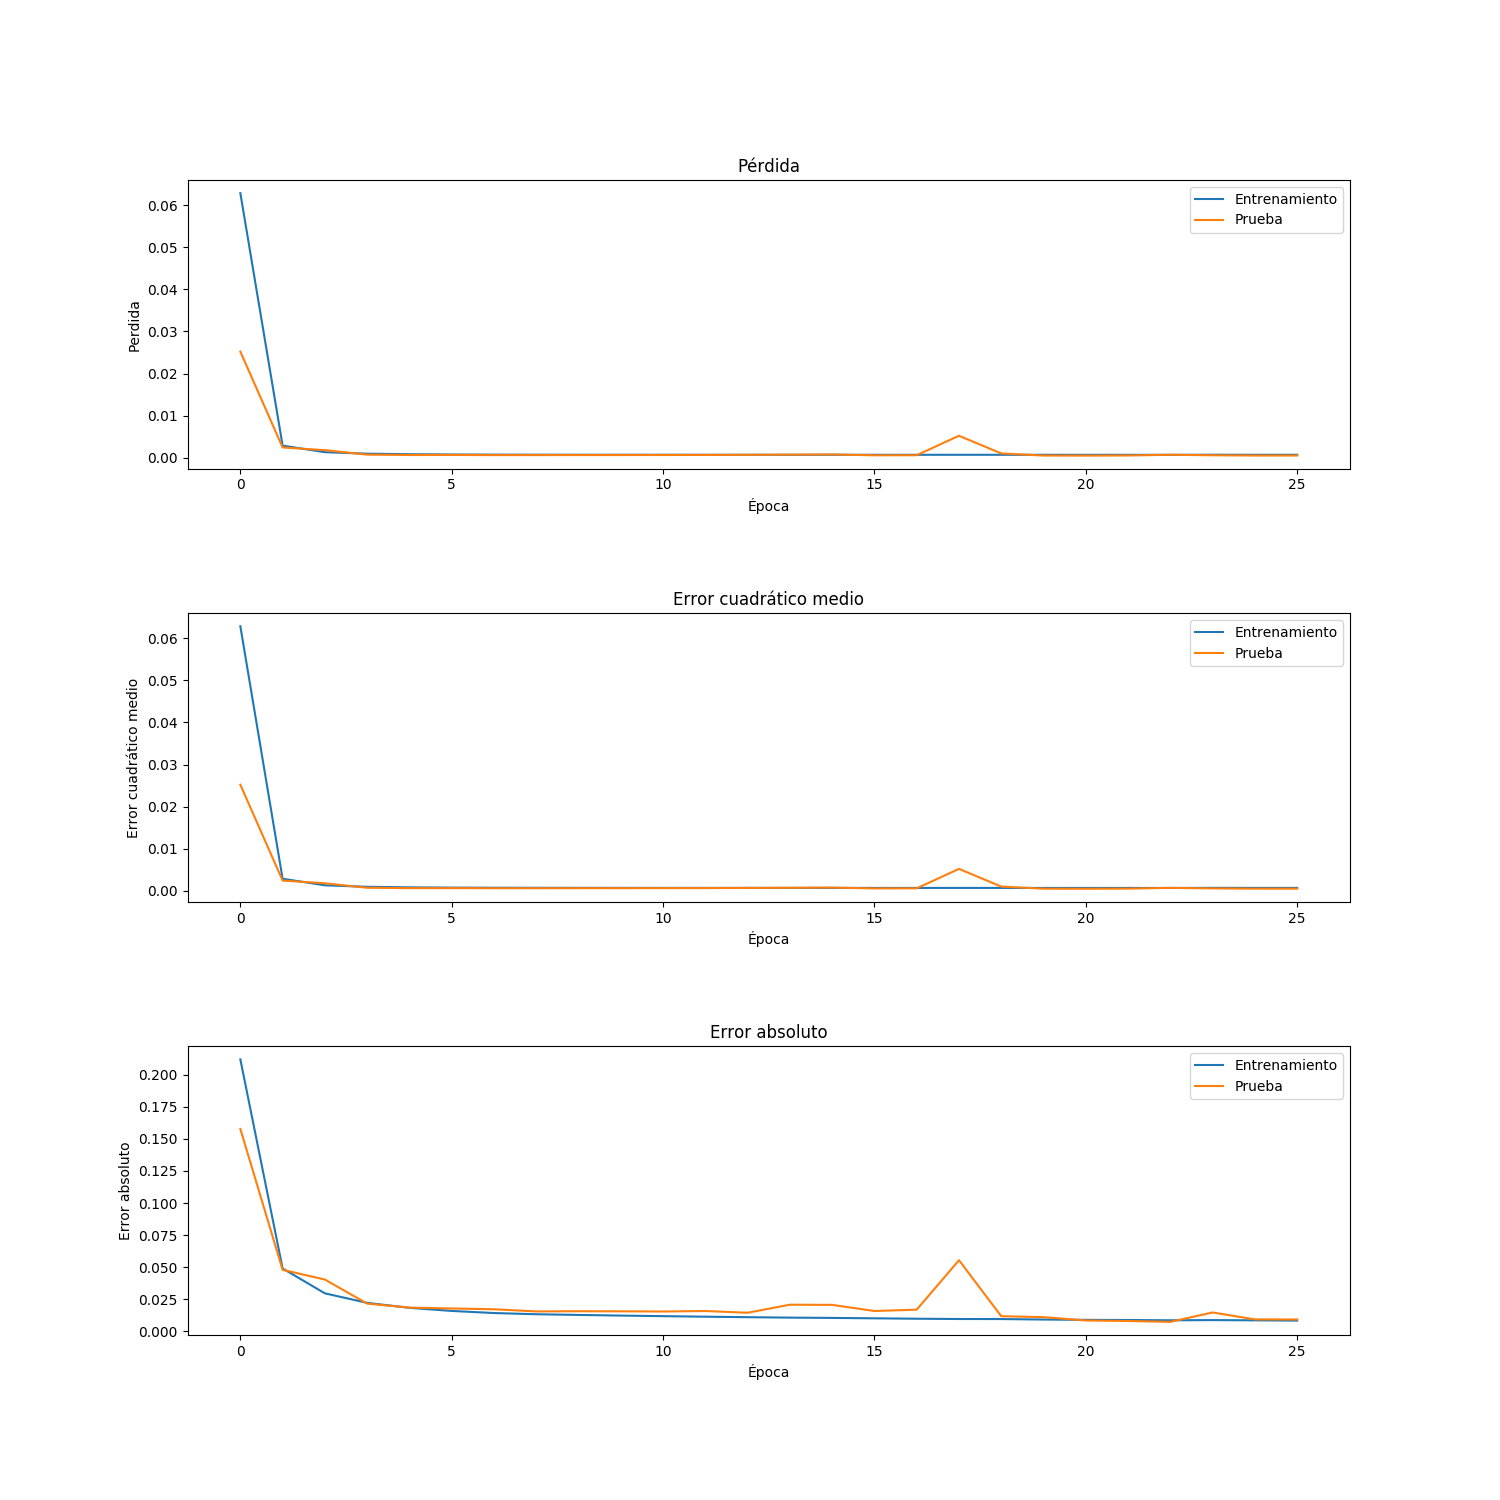 Pérdida
Entrenamiento
Prueba
0.06
0.05
0.04
0.03
0.02
0.01
0.00
Perdida
0 5 10 15 20 25
Época
Error cuadrático medio
Entrenamiento
Prueba
0.06
0.05
0.04
0.03
0.02
0.01
0.00
Error cuadrático medio
0 5 10 15 20 25
Época
Error absoluto
Entrenamiento
Prueba
0.200
0.175
0.150
0.125
0.100
0.075
0.050
0.025
0.000
Error absoluto
0 5 10 15 20 25
Época